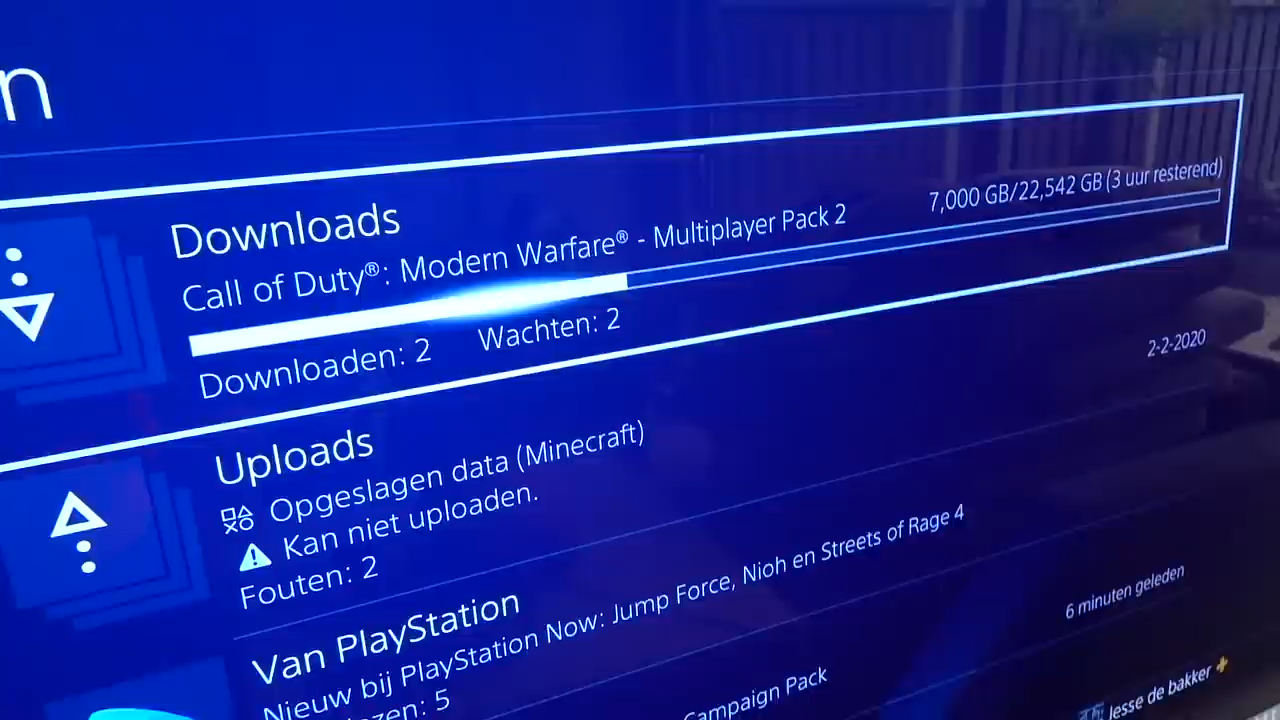 n
Downloads
Call of Duty®: Modern Warfare® - Multiplayer Pack 2
7,000 GB/22,542 GB (3 uur resterend)
Downloaden: 2 Wachten: 2
Uploads
2-2-2020
Opgeslagen data (Minecraft)
Kan niet uploaden.
Fouten: 2
Van PlayStation
Nieuw bij PlayStation Now: Jump Force, Nioh en Streets of Rage 4
6 minuten geleden
ezen: 5
Campaign Pack
Jesse de bakker